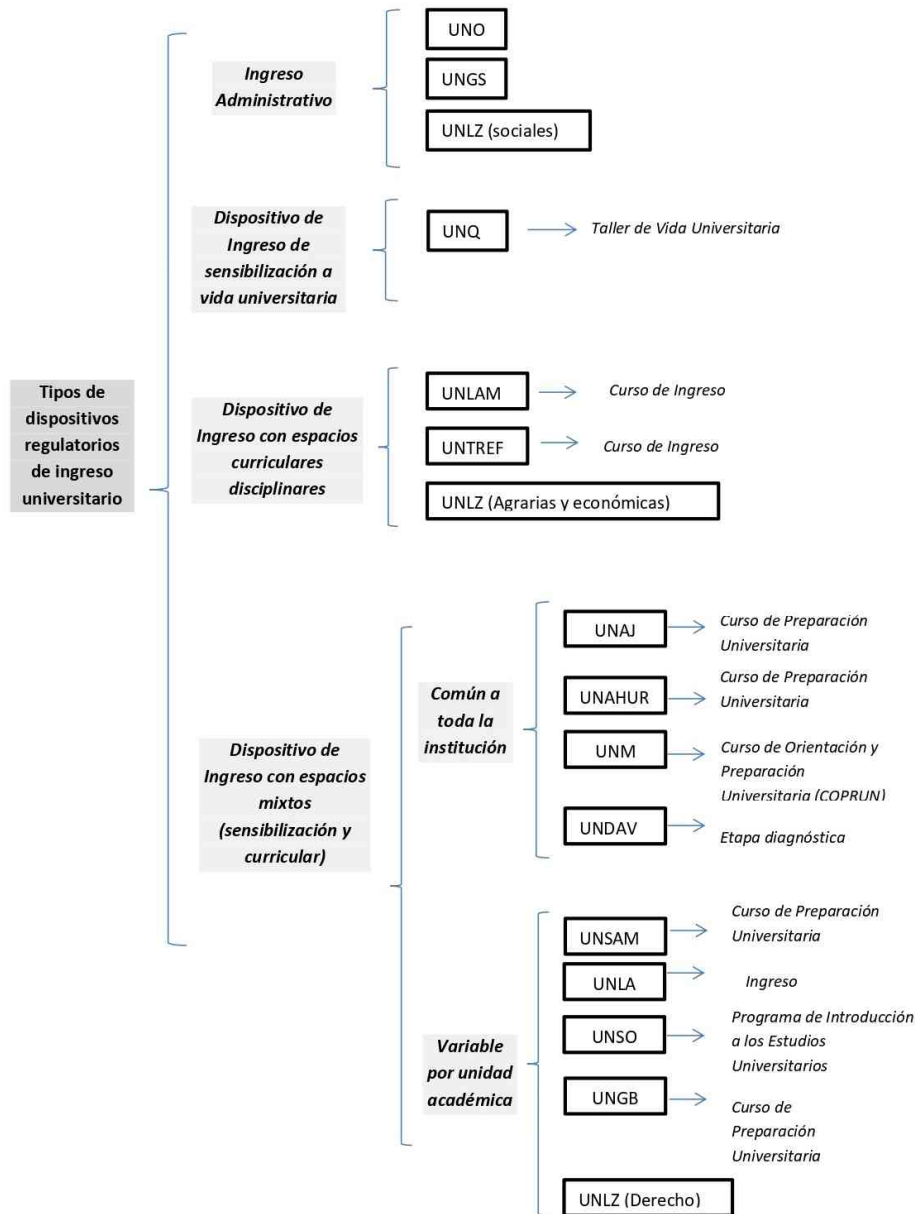 Tipos de
dispositivos
regulatorios
de ingreso
universitario
Ingreso
Administrativo
UNO
UNGS
UNLZ (sociales)
Dispositivo de
Ingreso de
sensibilización a
vida universitaria
UNQ
Taller de Vida Universitaria
Dispositivo de
Ingreso con espacios
curriculares
disciplinares
UNLAM
Curso de Ingreso
UNTREF
Curso de Ingreso
UNLZ (Agrarias y económicas)
Dispositivo de
Ingreso con espacios
mixtos
(sensibilización y
curricular)
Común a
toda la
institución
UNAJ
Curso de Preparación
Universitaria
UNAHUR
Curso de Preparación
Universitaria
UNM
Curso de Orientación y
Preparación
Universitaria (COPRUN)
UNDAV
Etapa diagnóstica
Variable
por unidad
académica
UNSAM
Curso de Preparación
Universitaria
UNLA
Ingreso
UNSO
Programa de Introducción
a los Estudios
Universitarios
UNGB
Curso de
Preparación
Universitaria
UNLZ (Derecho)